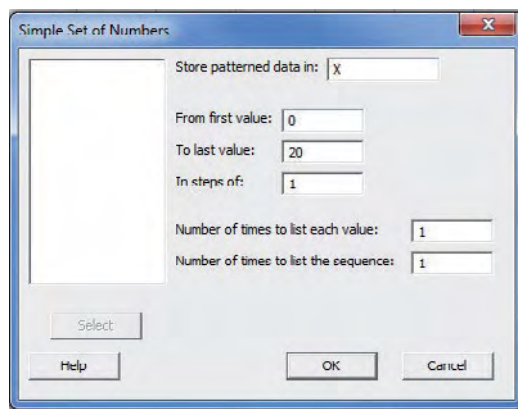 Simple Set of Numbers
X
Store patterned data in: X
From first value: 0
To last value: 20
In steps of: 1
Number of times to list each value: 1
Number of times to list the sequence: 1
Select
Help OK Cancel